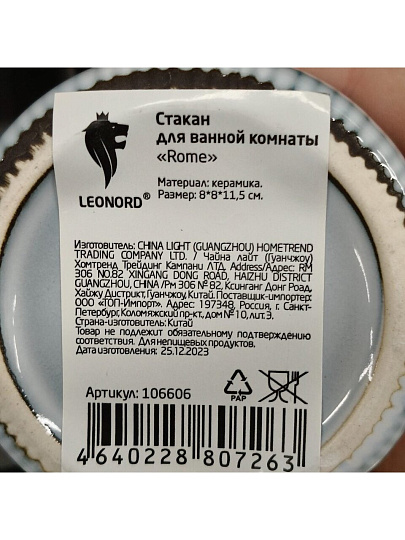 LEONORD®
Стакан
для ванной комнаты
«Rome»
Материал: керамика.
Размер: 8*8*11,5 см.
Изготовитель: CHINA LIGHT (GUANGZHOU) HOMETREND
TRADING COMPANY LTD. / Чайна лайт (Гуанчжоу)
Хомтренд Трейдинг Кампани ЛТД. Address/Адрес: RM
306 NO.82 XINGANG DONG ROAD, HAIZHU DISTRICT
GUANGZHOU, CHINA /Рм 306 № 82, Ксинганг Донг Роад,
Хайжу Дистрикт, Гуанчжоу, Китай. Поставщик-импортер:
ООО «ТОП-Импорт». Адрес: 197348, Россия, г. Санкт-
Петербург, Коломяжский пр-кт, дом № 10, лит.З.
Страна-изготовитель: Китай
Товар не подлежит обязательному подтверждению
соответствия. Для непищевых продуктов.
Дата изготовления: 25.12.2023
Артикул: 106606
PAP
4 640228 807263